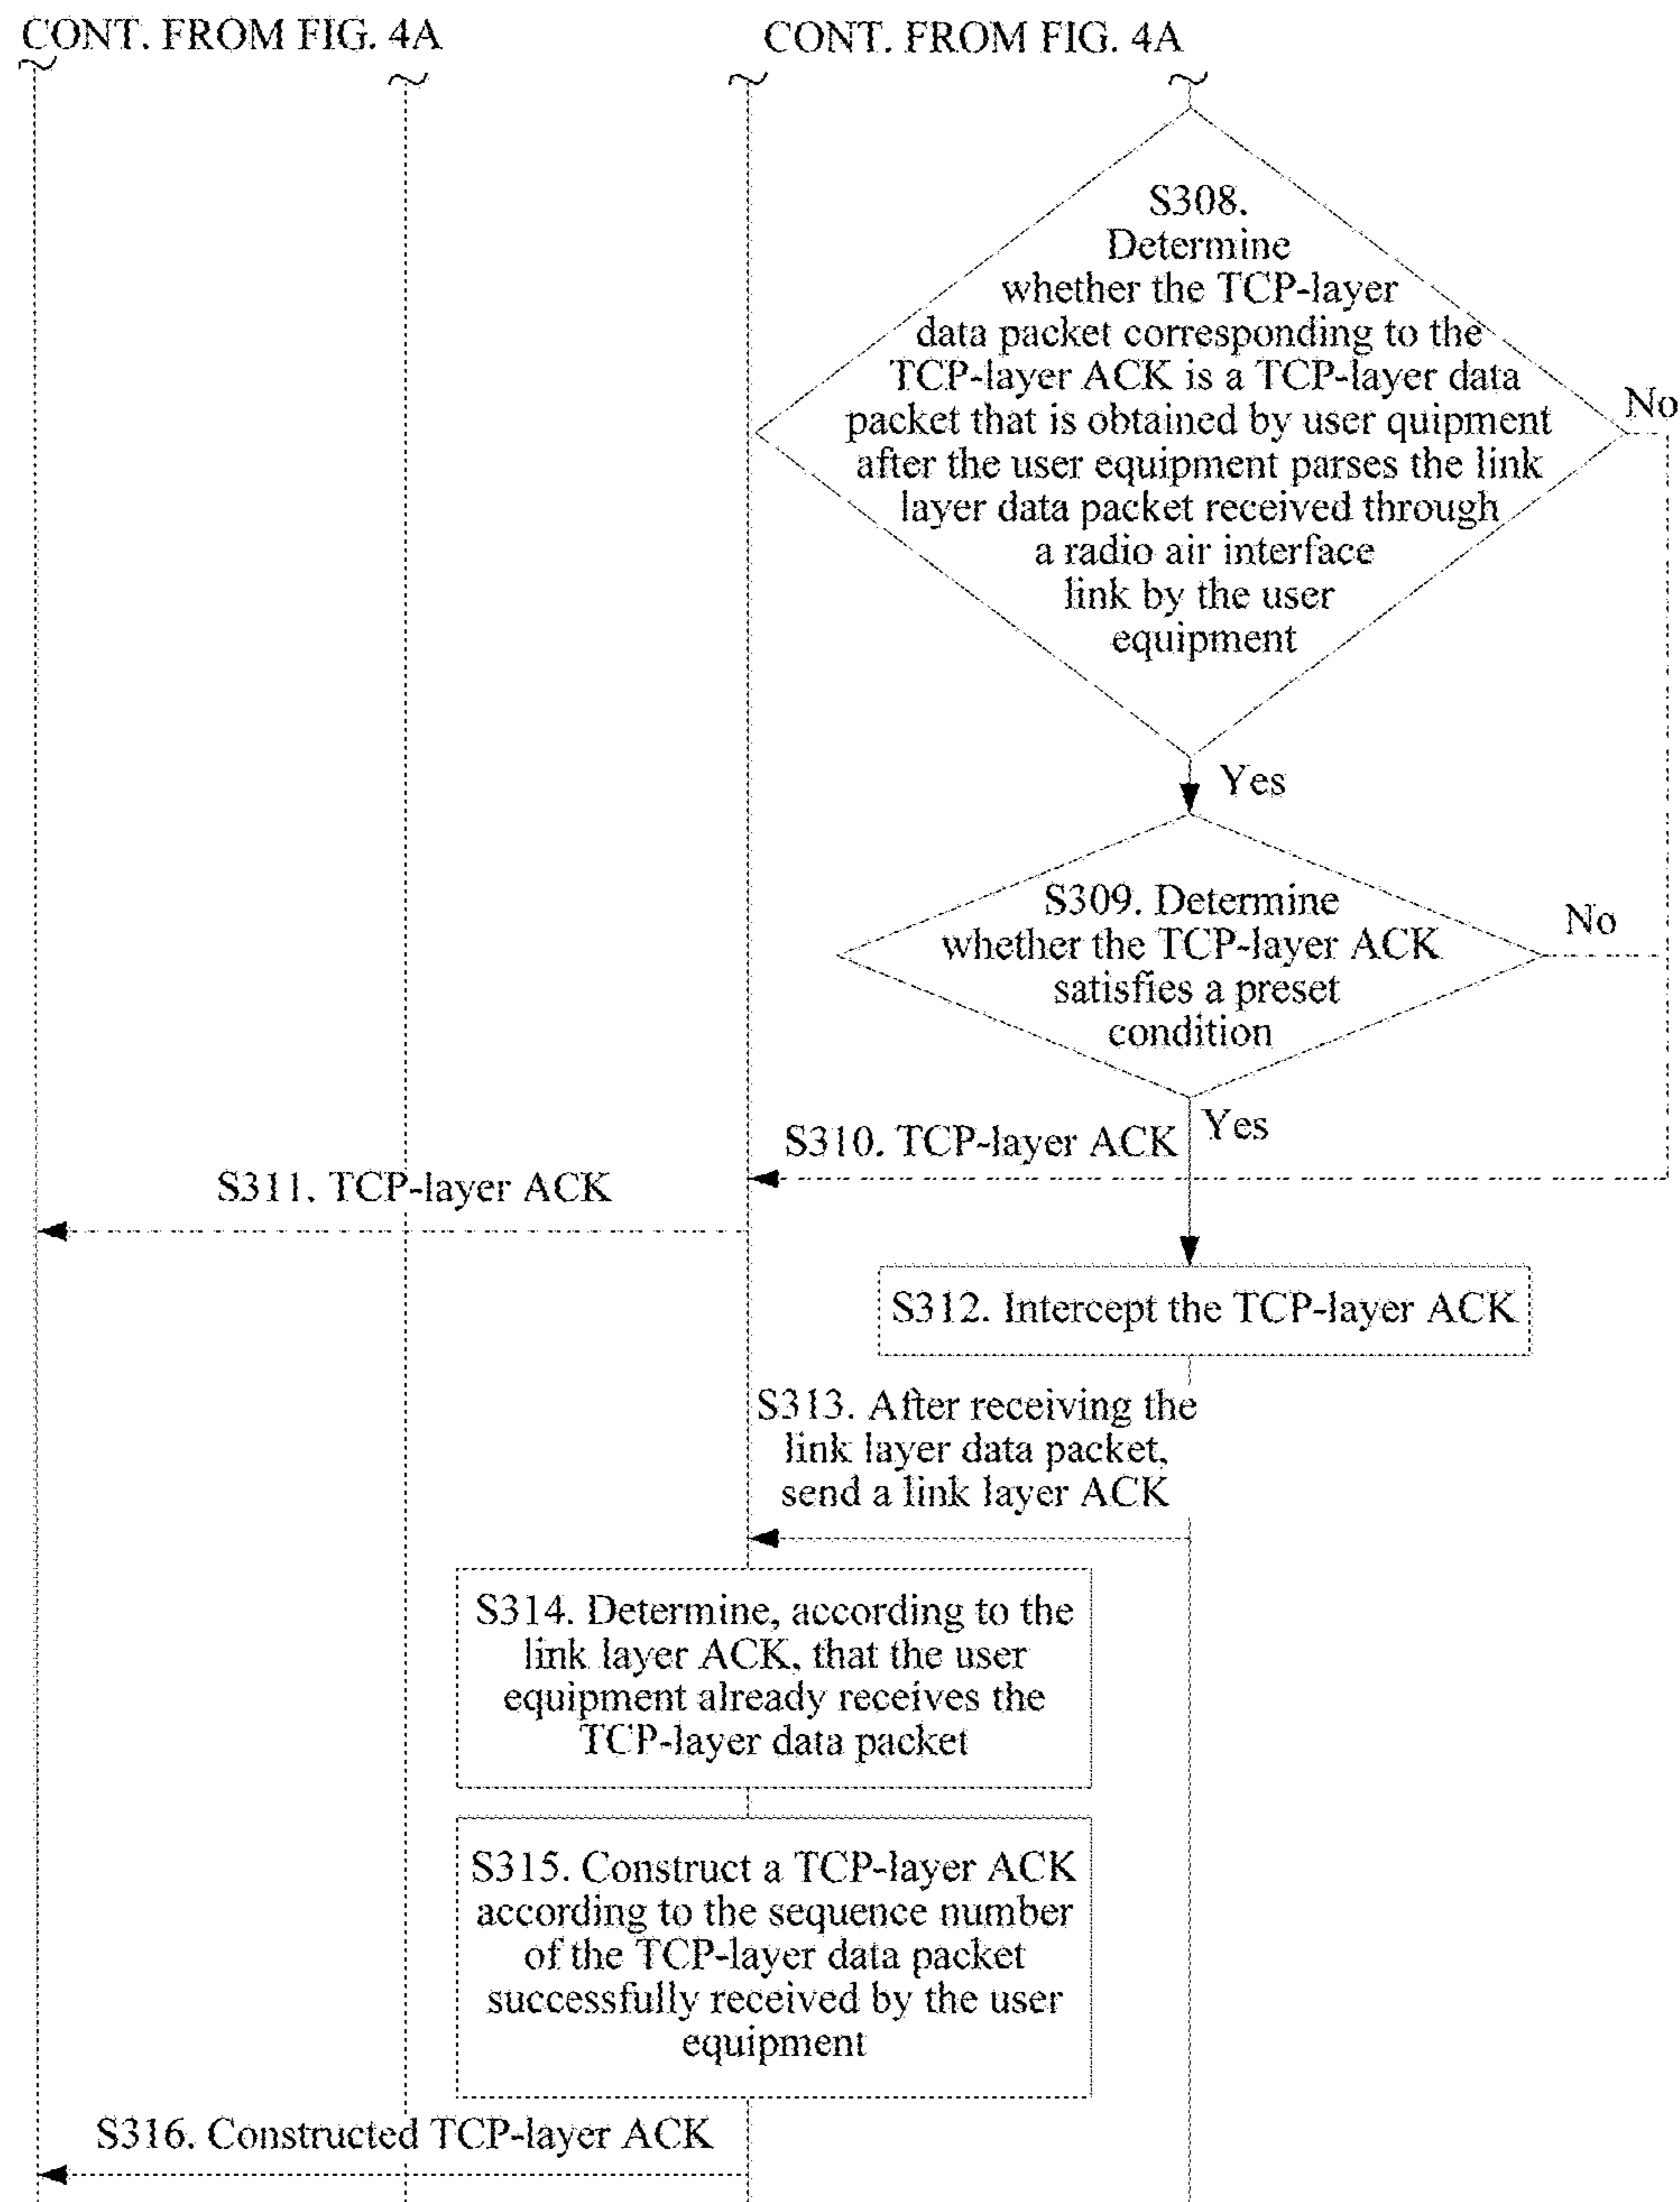 CONT. FROM FIG. 4A
CONT. FROM FIG. 4A
S308.
Determine
whether the TCP-layer
data packet corresponding to the
TCP-layer ACK is a TCP-layer data
packet that is obtained by user quipment
after the user equipment parses the link
layer data packet received through
a radio air interface
link by the user
equipment
No
Yes
S309. Determine
whether the TCP-layer ACK
satisfies a preset
condition
No
Yes
S310. TCP-layer ACK
S311. TCP-layer ACK
S312. Intercept the TCP-layer ACK
S313. After receiving the
link layer data packet,
send a link layer ACK
S314. Determine, according to the
link layer ACK, that the user
equipment already receives the
TCP-layer data packet
S315. Construct a TCP-layer ACK
according to the sequence number
of the TCP-layer data packet
successfully received by the user
equipment
S316. Constructed TCP-layer ACK